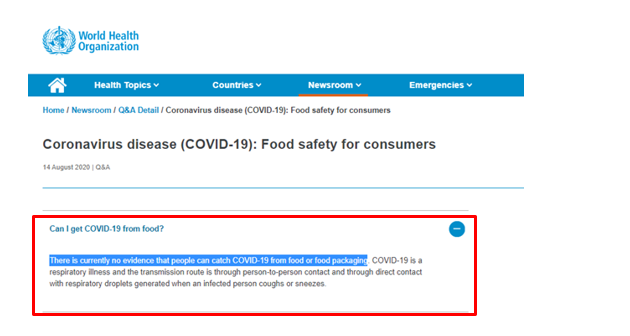 World Health
Organization
Health Topics Countries Newsroom Emergencies
Home / Newsroom / Q&A Detail / Coronavirus disease (COVID-19): Food safety for consumers
Coronavirus disease (COVID-19): Food safety for consumers
14 August 2020 | Q&A
Can I get COVID-19 from food?
There is currently no evidence that people can catch COVID-19 from food or food packaging. COVID-19 is a
respiratory illness and the transmission route is through person-to-person contact and through direct contact
with respiratory droplets generated when an infected person coughs or sneezes.